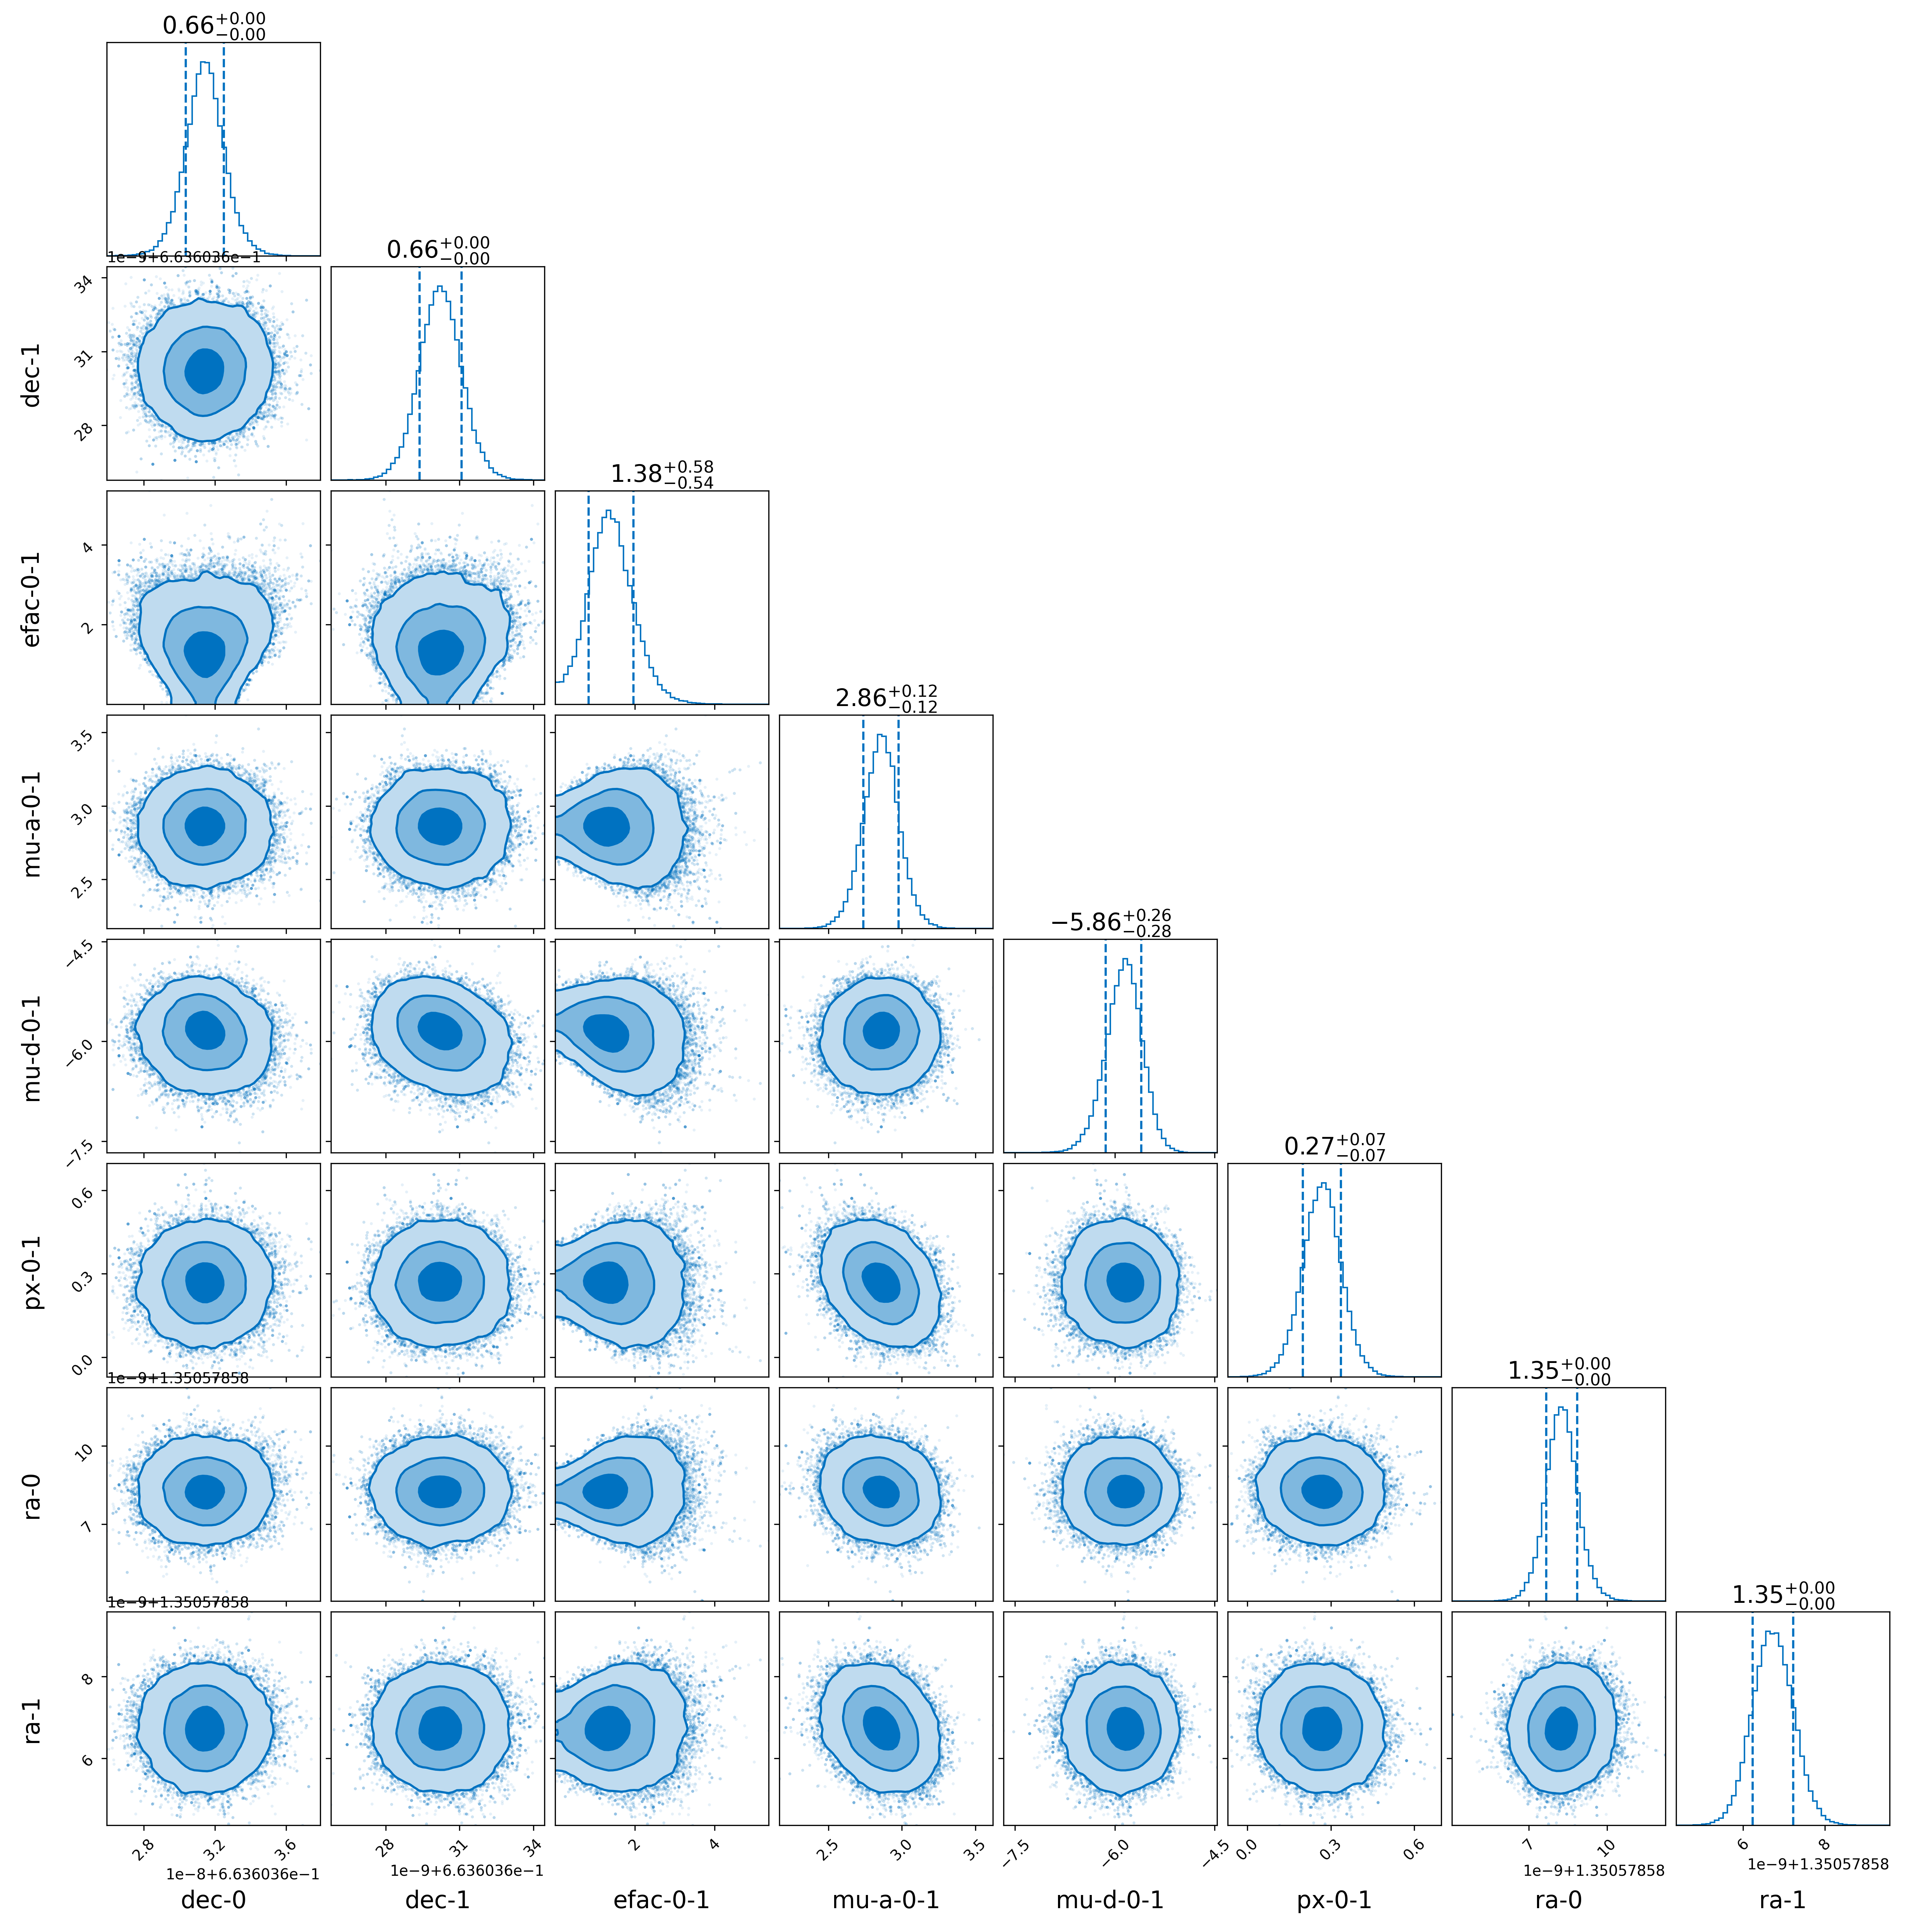 0.66+0.00−0.00
1e−9+6.636036e−1
0.66+0.00−0.00
34
31
28
dec-1
1.38+0.58−0.54
4
2
efac-0-1
2.86+0.12−0.12
3.5
3.0
2.5
mu-a-0-1
−5.86+0.26−0.28
−4.5
−6.0
−7.5
mu-d-0-1
0.27+0.07−0.07
0.6
0.3
0.0
px-0-1
1e−9+1.35057858
1.35+0.00−0.00
10
7
ra-0
1e−9+1.35057858
1.35+0.00−0.00
8
6
ra-1
2.8 3.2 3.6 28 31 34 2 4 2.5 3.0 3.5 −7.5 −6.0 −4.5 0.0 0.3 0.6 7 10 6 8
1e−8+6.636036e−1 1e−9+6.636036e−1 1e−9+1.35057858 1e−9+1.35057858
dec-0 dec-1 efac-0-1 mu-a-0-1 mu-d-0-1 px-0-1 ra-0 ra-1